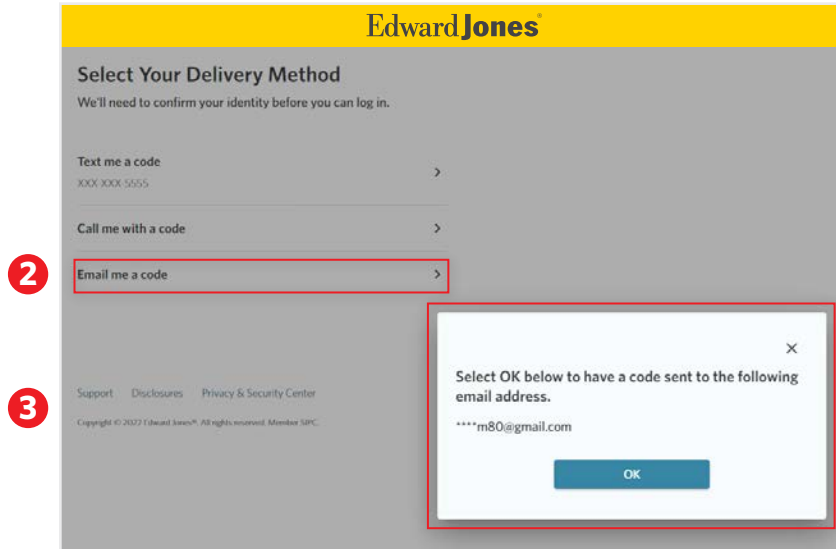 Edward Jones®
Select Your Delivery Method
We'll need to confirm your identity before you can log in.
Text me a code
XXX XXX-5555
Call me with a code
2
Email me a code
Select OK below to have a code sent to the following
email address.
****m80@gmail.com
OK
3
Support Disclosures Privacy & Security Center
Copyright © 2022 Edward Jones®. All rights reserved. Member SIPC.